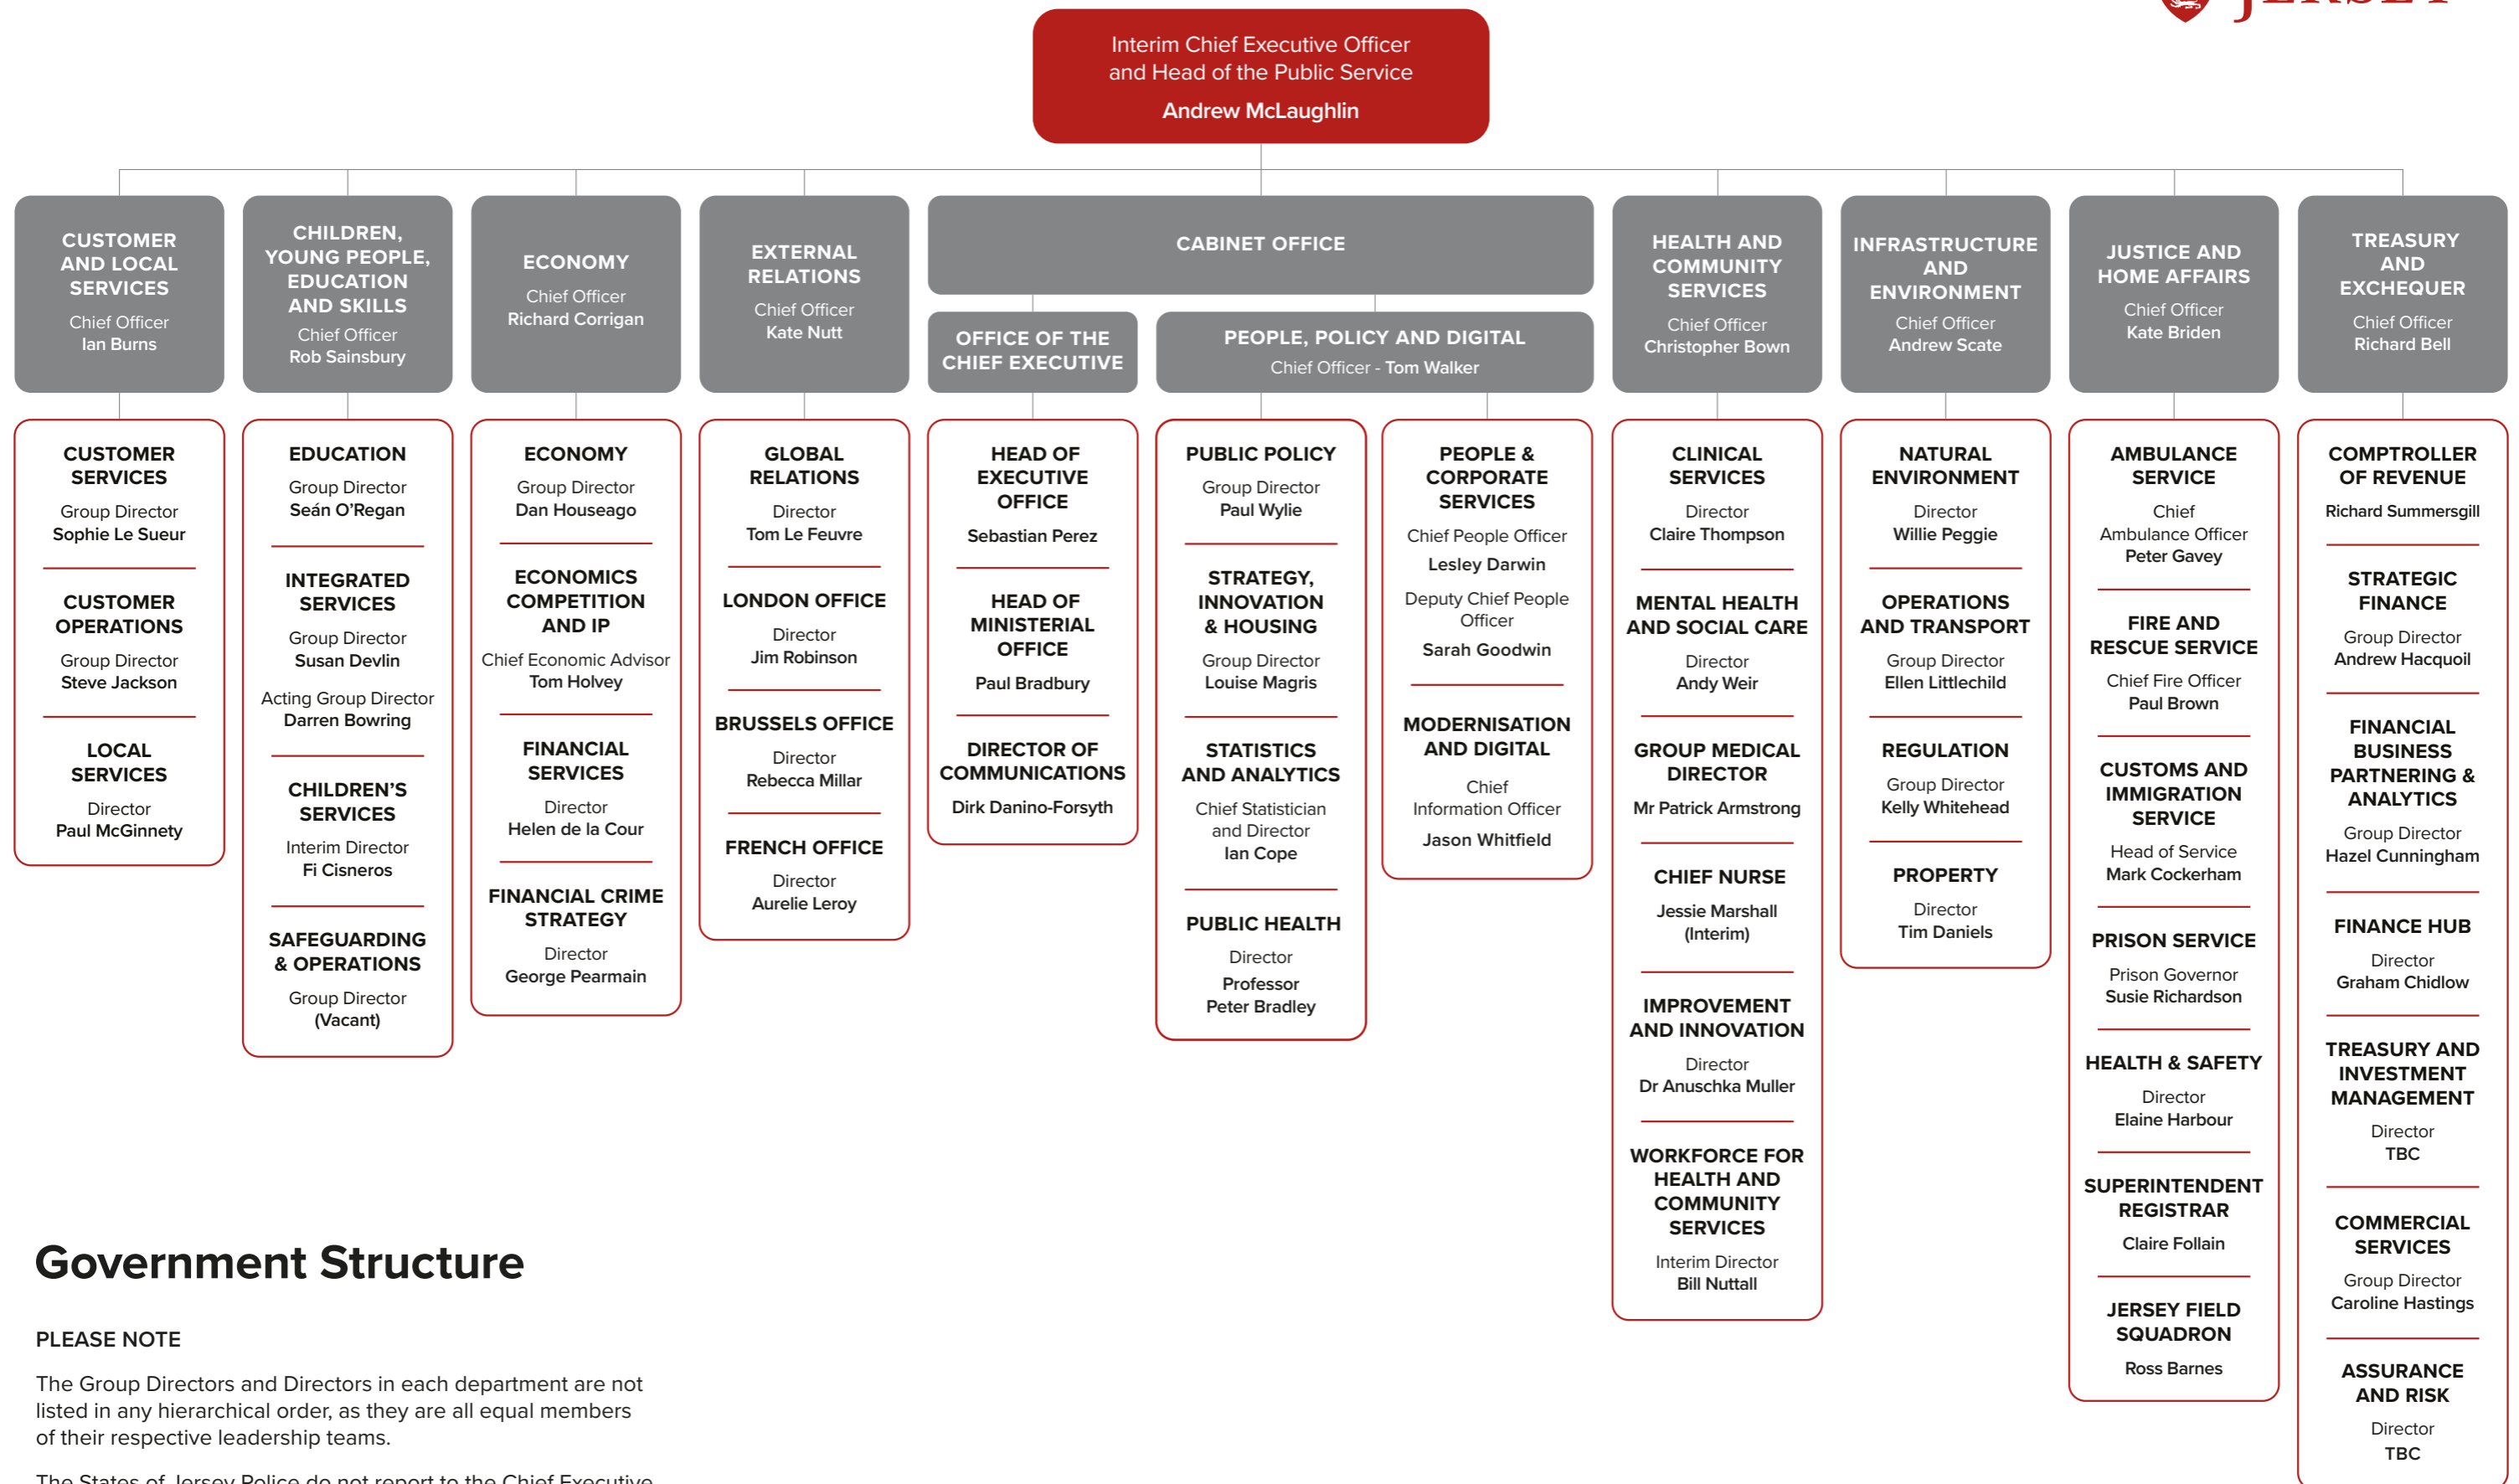 JERSEY
Interim Chief Executive Officer
and Head of the Public Service
Andrew McLaughlin
CUSTOMER
AND LOCAL
SERVICES
Chief Officer
Ian Burns
CHILDREN,
YOUNG PEOPLE,
EDUCATION
AND SKILLS
Chief Officer
Rob Sainsbury
ECONOMY
Chief Officer
Richard Corrigan
EXTERNAL
RELATIONS
Chief Officer
Kate Nutt
CABINET OFFICE
OFFICE OF THE
CHIEF EXECUTIVE
PEOPLE, POLICY AND DIGITAL
Chief Officer - Tom Walker
HEALTH AND
COMMUNITY
SERVICES
Chief Officer
Christopher Bown
INFRASTRUCTURE
AND
ENVIRONMENT
Chief Officer
Andrew Scate
JUSTICE AND
HOME AFFAIRS
Chief Officer
Kate Briden
TREASURY
AND
EXCHEQUER
Chief Officer
Richard Bell
CUSTOMER
SERVICES
Group Director
Sophie Le Sueur
CUSTOMER
OPERATIONS
Group Director
Steve Jackson
LOCAL
SERVICES
Director
Paul McGinnety
EDUCATION
Group Director
Seán O'Regan
INTEGRATED
SERVICES
Group Director
Susan Devlin
Acting Group Director
Darren Bowring
CHILDREN'S
SERVICES
Interim Director
Fi Cisneros
SAFEGUARDING
& OPERATIONS
Group Director
(Vacant)
ECONOMY
Group Director
Dan Houseago
ECONOMICS
COMPETITION
AND IP
Chief Economic Advisor
Tom Holvey
FINANCIAL
SERVICES
Director
Helen de la Cour
FINANCIAL CRIME
STRATEGY
Director
George Pearmain
GLOBAL
RELATIONS
Director
Tom Le Feuvre
LONDON OFFICE
Director
Jim Robinson
BRUSSELS OFFICE
Director
Rebecca Millar
FRENCH OFFICE
Director
Aurelie Leroy
HEAD OF
EXECUTIVE
OFFICE
Sebastian Perez
HEAD OF
MINISTERIAL
OFFICE
Paul Bradbury
DIRECTOR OF
COMMUNICATIONS
Dirk Danino-Forsyth
PUBLIC POLICY
Group Director
Paul Wylie
STRATEGY,
INNOVATION
& HOUSING
Group Director
Louise Magris
STATISTICS
AND ANALYTICS
Chief Statistician
and Director
Ian Cope
PUBLIC HEALTH
Director
Professor
Peter Bradley
PEOPLE &
CORPORATE
SERVICES
Chief People Officer
Lesley Darwin
Deputy Chief People
Officer
Sarah Goodwin
MODERNISATION
AND DIGITAL
Chief
Information Officer
Jason Whitfield
CLINICAL
SERVICES
Director
Claire Thompson
MENTAL HEALTH
AND SOCIAL CARE
Director
Andy Weir
GROUP MEDICAL
DIRECTOR
Mr Patrick Armstrong
CHIEF NURSE
Jessie Marshall
(Interim)
IMPROVEMENT
AND INNOVATION
Director
Dr Anuschka Muller
WORKFORCE FOR
HEALTH AND
COMMUNITY
SERVICES
Interim Director
Bill Nuttall
NATURAL
ENVIRONMENT
Director
Willie Peggie
OPERATIONS
AND TRANSPORT
Group Director
Ellen Littlechild
REGULATION
Group Director
Kelly Whitehead
PROPERTY
Director
Tim Daniels
AMBULANCE
SERVICE
Chief
Ambulance Officer
Peter Gavey
FIRE AND
RESCUE SERVICE
Chief Fire Officer
Paul Brown
CUSTOMS AND
IMMIGRATION
SERVICE
Head of Service
Mark Cockerham
PRISON SERVICE
Prison Governor
Susie Richardson
HEALTH & SAFETY
Director
Elaine Harbour
SUPERINTENDENT
REGISTRAR
Claire Follain
JERSEY FIELD
SQUADRON
Ross Barnes
COMPTROLLER
OF REVENUE
Richard Summersgill
STRATEGIC
FINANCE
Group Director
Andrew Hacquoil
FINANCIAL
BUSINESS
PARTNERING &
ANALYTICS
Group Director
Hazel Cunningham
FINANCE HUB
Director
Graham Chidlow
TREASURY AND
INVESTMENT
MANAGEMENT
Director
TBC
COMMERCIAL
SERVICES
Group Director
Caroline Hastings
ASSURANCE
AND RISK
Director
TBC
Government Structure
PLEASE NOTE
The Group Directors and Directors in each department are not
listed in any hierarchical order, as they are all equal members
of their respective leadership teams.
The States of Jersey Police do not report to the Chief Executive